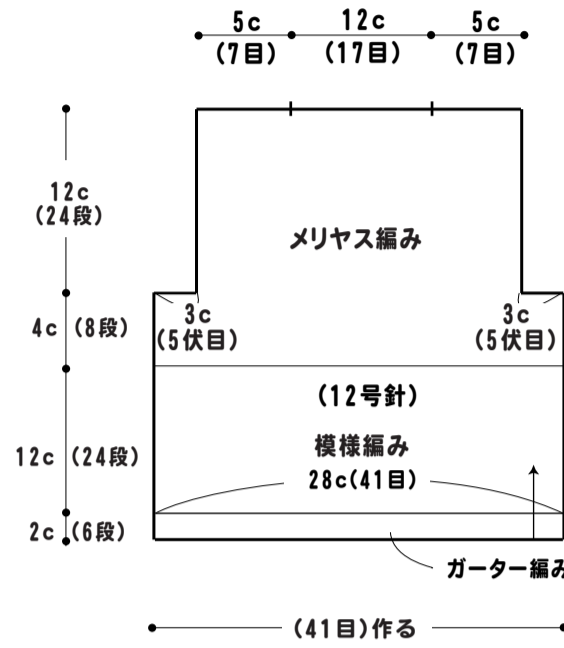 5c 12c 5c
(7目) (17目) (7目)
12c
(24段)
メリヤス編み
3c 3c
(5伏目) (5伏目)
4c (8段)
(12号針)
模様編み
12c (24段)
28c(41目)
2c (6段)
ガーター編み
(41目)作る